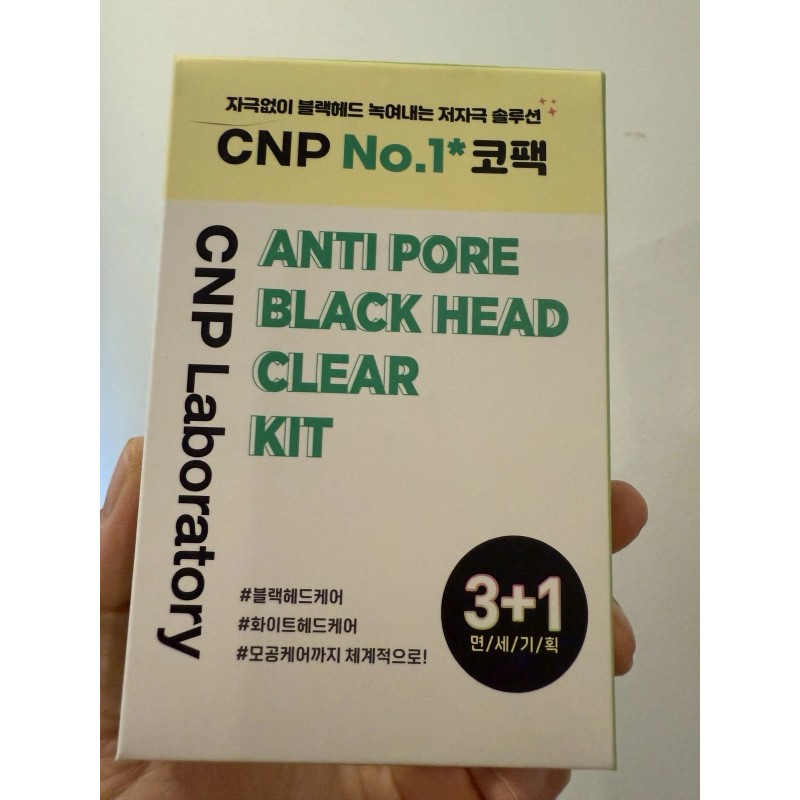 자극없이 블랙헤드 녹여내는 저자극 솔루션
CNP No.1* 코팩
CNP Laboratory
ANTI PORE
BLACK HEAD
CLEAR
KIT
#블랙헤드케어
#화이트헤드케어
#모공케어까지 체계적으로!
3+1
면/세/기/획